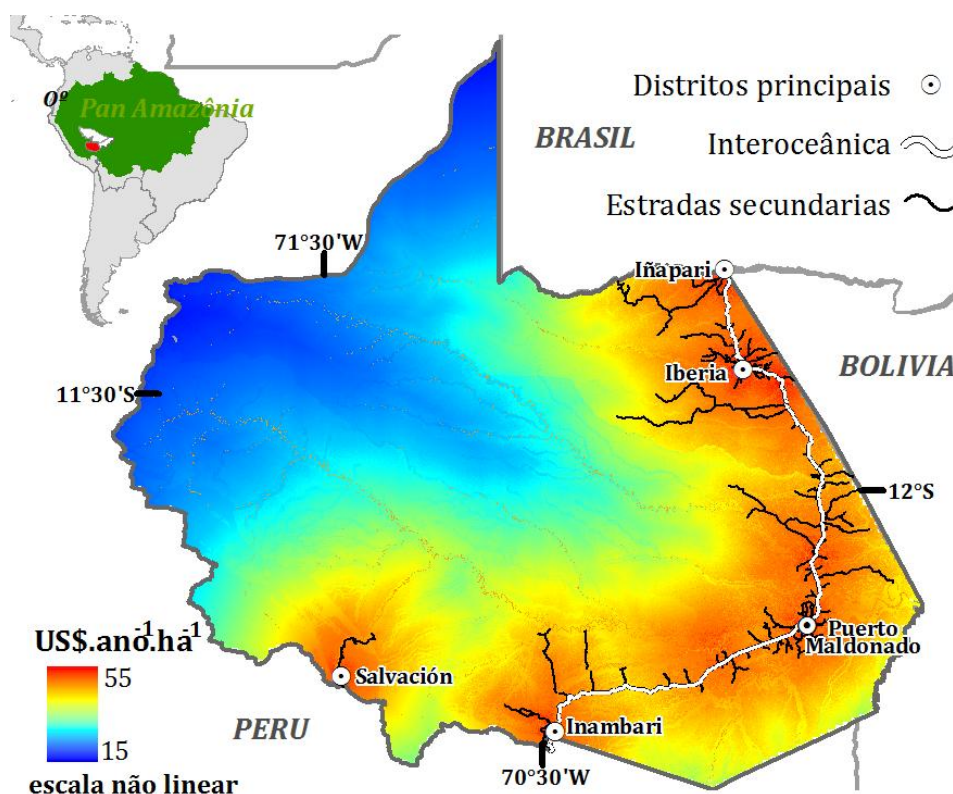 0º
Pan Amazônia
Distritos principais
BRASIL
Interoceânica
Estradas secundarias
71°30'W
Iñapari
Iberia
BOLIVIA
11°30'S
12°S
US$.ano-1.ha-1
55
15
escala não linear
Salvación
PERU
Puerto
Maldonado
Inambari
70°30'W